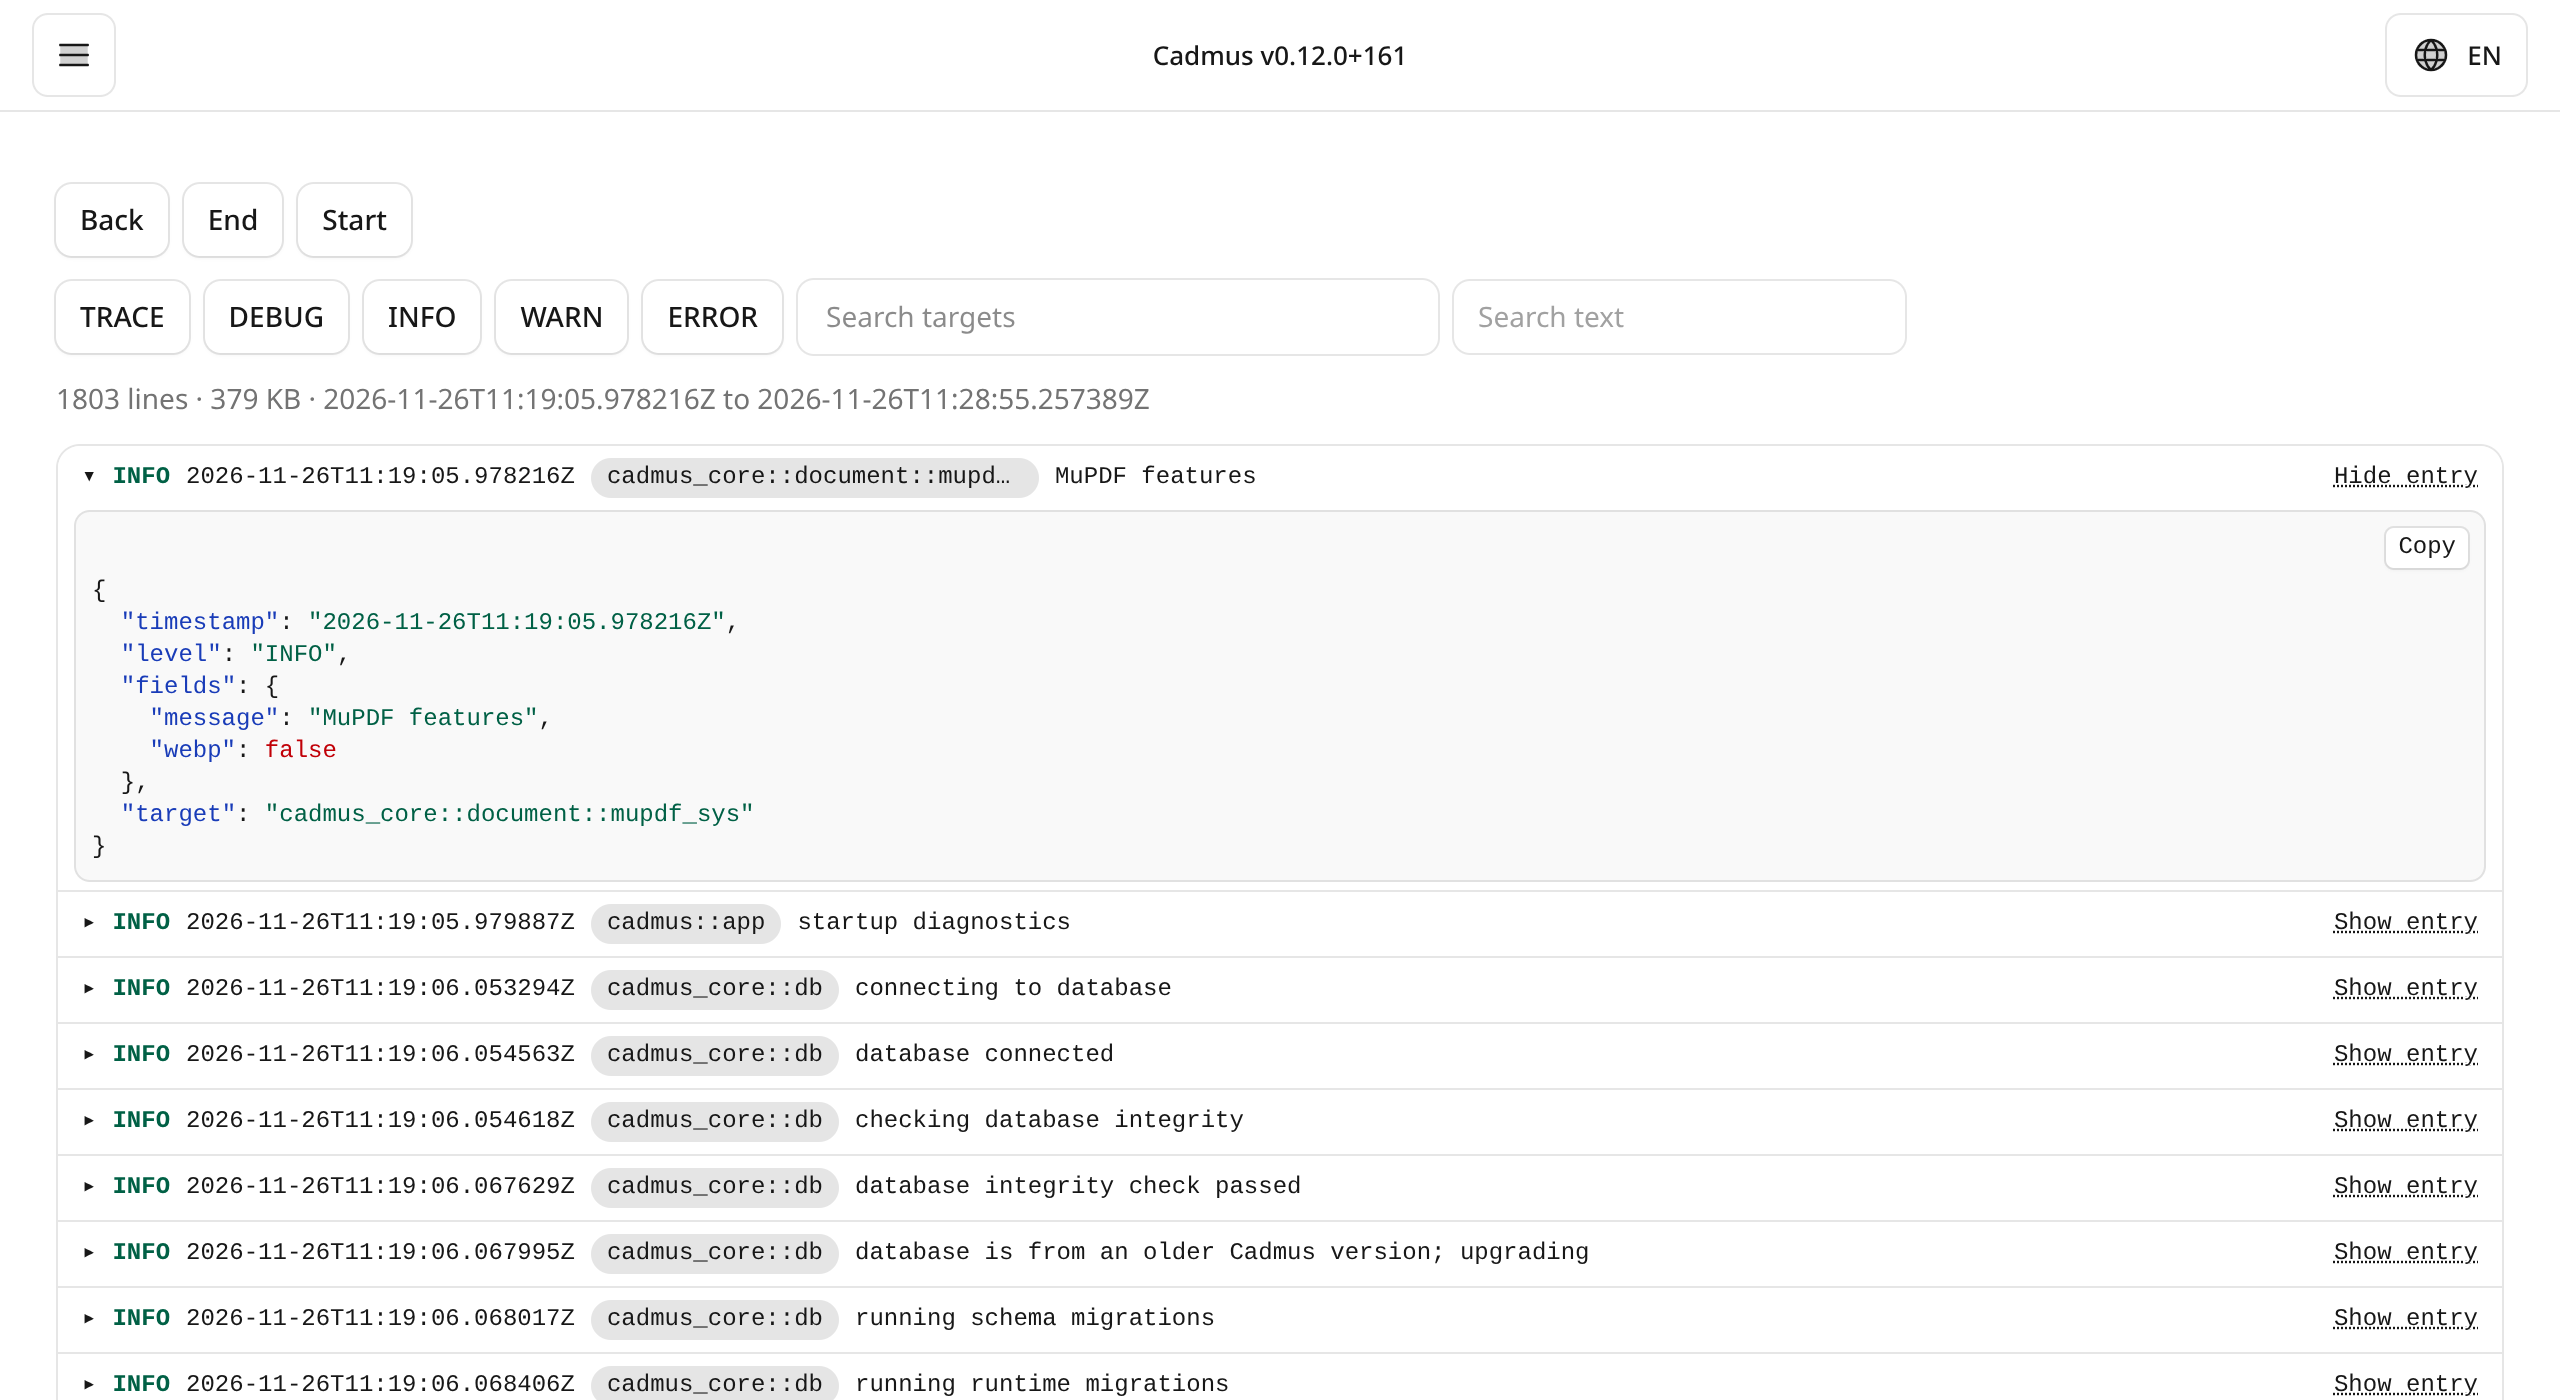 Cadmus v0.12.0+161
EN
Back End Start
TRACE DEBUG INFO WARN ERROR Search targets Search text
1803 lines · 379 KB · 2026-11-26T11:19:05.978216Z to 2026-11-26T11:28:55.257389Z
▾ INFO 2026-11-26T11:19:05.978216Z cadmus_core::document::mupd… MuPDF features Hide entry
Copy
{
  "timestamp": "2026-11-26T11:19:05.978216Z",
  "level": "INFO",
  "fields": {
    "message": "MuPDF features",
    "webp": false
  },
  "target": "cadmus_core::document::mupdf_sys"
}
▸ INFO 2026-11-26T11:19:05.979887Z cadmus::app startup diagnostics Show entry
▸ INFO 2026-11-26T11:19:06.053294Z cadmus_core::db connecting to database Show entry
▸ INFO 2026-11-26T11:19:06.054563Z cadmus_core::db database connected Show entry
▸ INFO 2026-11-26T11:19:06.054618Z cadmus_core::db checking database integrity Show entry
▸ INFO 2026-11-26T11:19:06.067629Z cadmus_core::db database integrity check passed Show entry
▸ INFO 2026-11-26T11:19:06.067995Z cadmus_core::db database is from an older Cadmus version; upgrading Show entry
▸ INFO 2026-11-26T11:19:06.068017Z cadmus_core::db running schema migrations Show entry
▸ INFO 2026-11-26T11:19:06.068406Z cadmus_core::db running runtime migrations Show entry